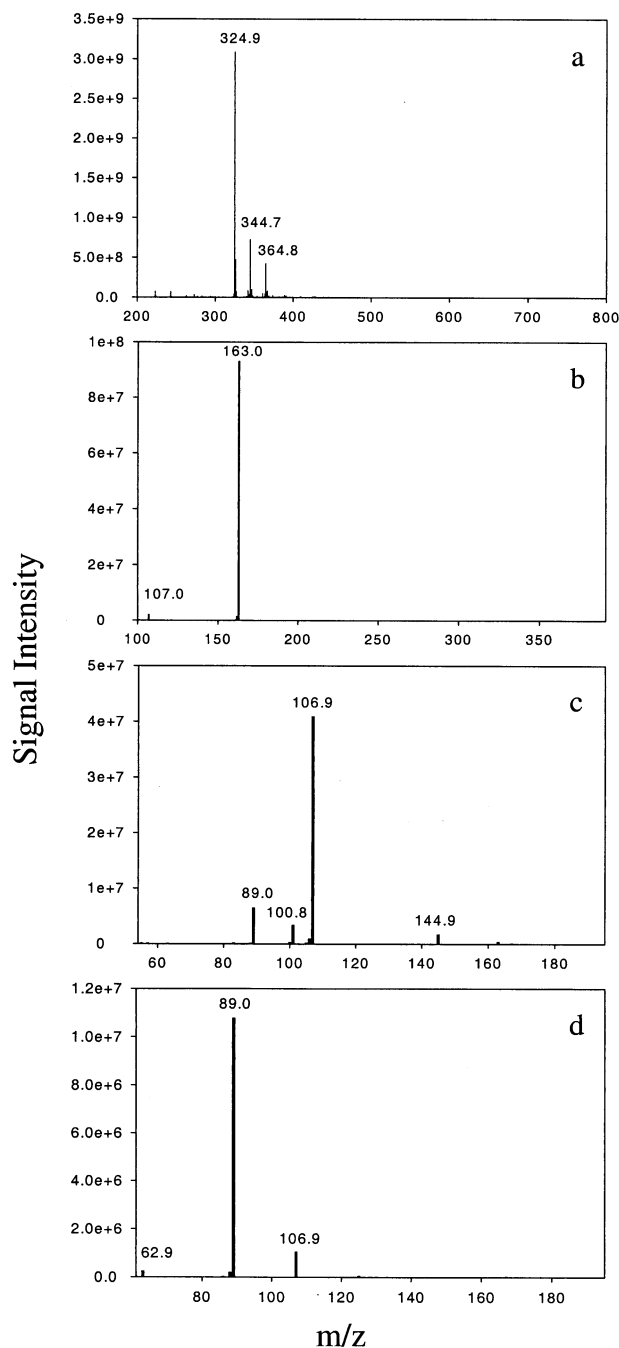 3.5e+9
324.9
a
3.0e+9
2.5e+9
2.0e+9
1.5e+9
1.0e+9
344.7
364.8
5.0e+8
0.0
200 300 400 500 600 700 800
1e+8
163.0
b
8e+7
6e+7
4e+7
2e+7
107.0
0
100 150 200 250 300 350
Signal Intensity
5e+7
106.9
c
4e+7
3e+7
2e+7
1e+7
89.0
100.8
144.9
0
60 80 100 120 140 160 180
1.2e+7
89.0
d
1.0e+7
8.0e+6
6.0e+6
4.0e+6
2.0e+6
106.9
62.9
0.0
80 100 120 140 160 180
m/z